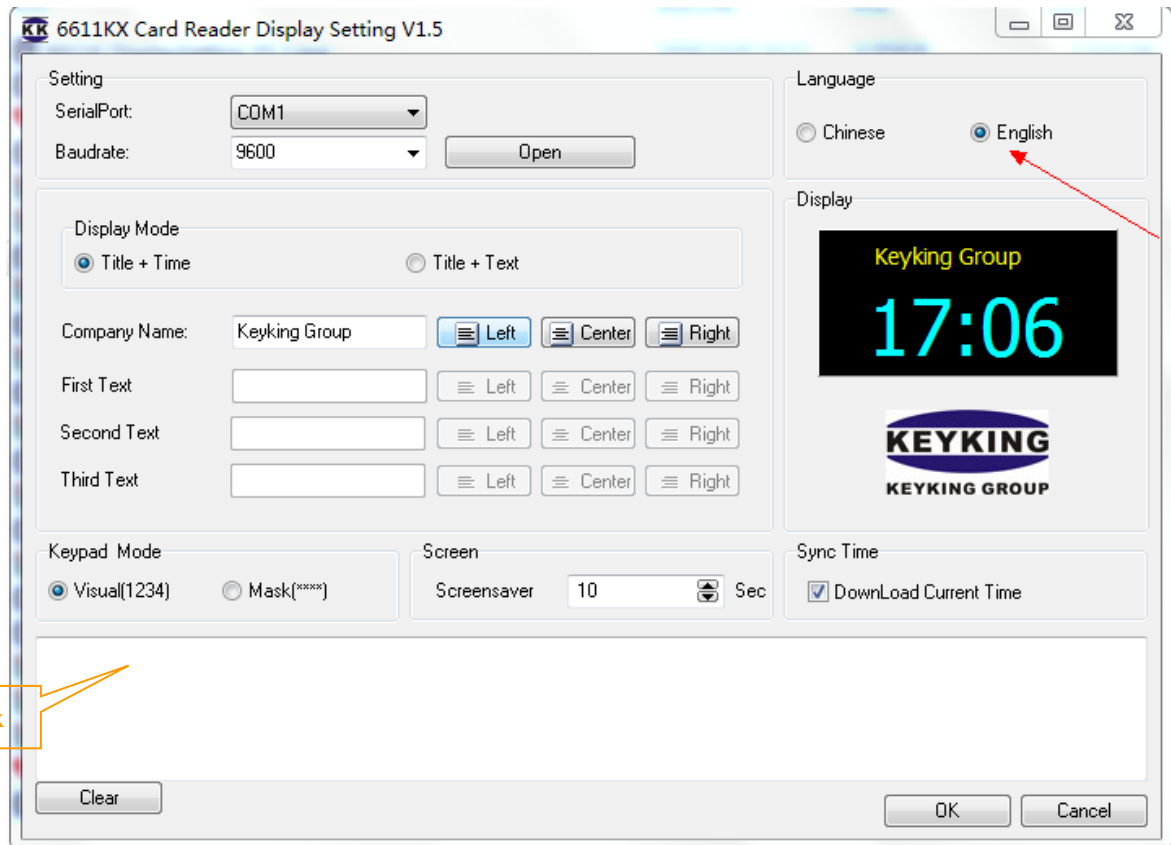 KK 6611KX Card Reader Display Setting V1.5
Setting
SerialPort: COM1
Baudrate: 9600 Open
Language
Chinese English
Display Mode
Title + Time Title + Text
Company Name: Keyking Group Left Center Right
First Text Left Center Right
Second Text Left Center Right
Third Text Left Center Right
Display
Keyking Group
17:06
KEYKING
KEYKING GROUP
Keypad Mode
Visual(1234) Mask(****)
Screen
Screensaver 10 Sec
Sync Time
DownLoad Current Time
Clear
OK Cancel